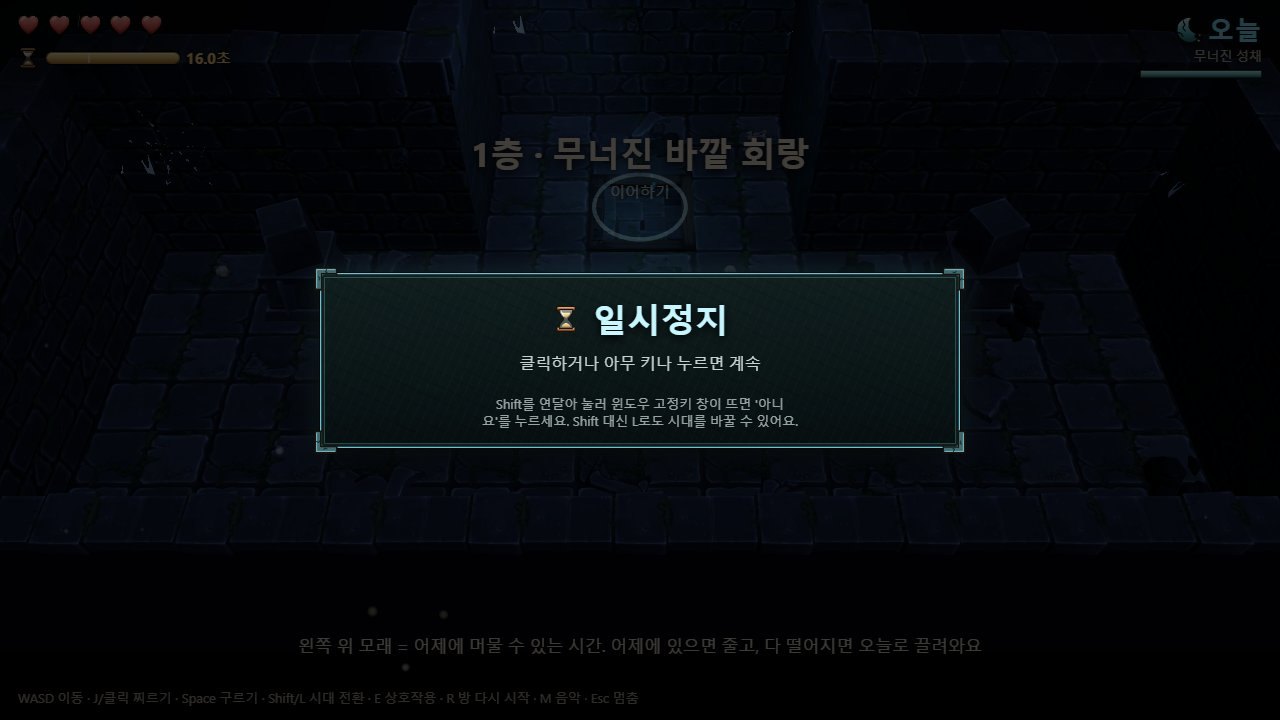 16.0초
오늘
무너진 성채
1층 · 무너진 바깥 회랑
이어하기
일시정지
클릭하거나 아무 키나 누르면 계속
Shift를 연달아 눌러 윈도우 고정키 창이 뜨면 '아니
요'를 누르세요. Shift 대신 L로도 시대를 바꿀 수 있어요.
왼쪽 위 모래 = 어제에 머물 수 있는 시간. 어제에 있으면 줄고, 다 떨어지면 오늘로 끌려와요
WASD 이동 · J/클릭 찌르기 · Space 구르기 · Shift/L 시대 전환 · E 상호작용 · R 방 다시 시작 · M 음악 · Esc 멈춤